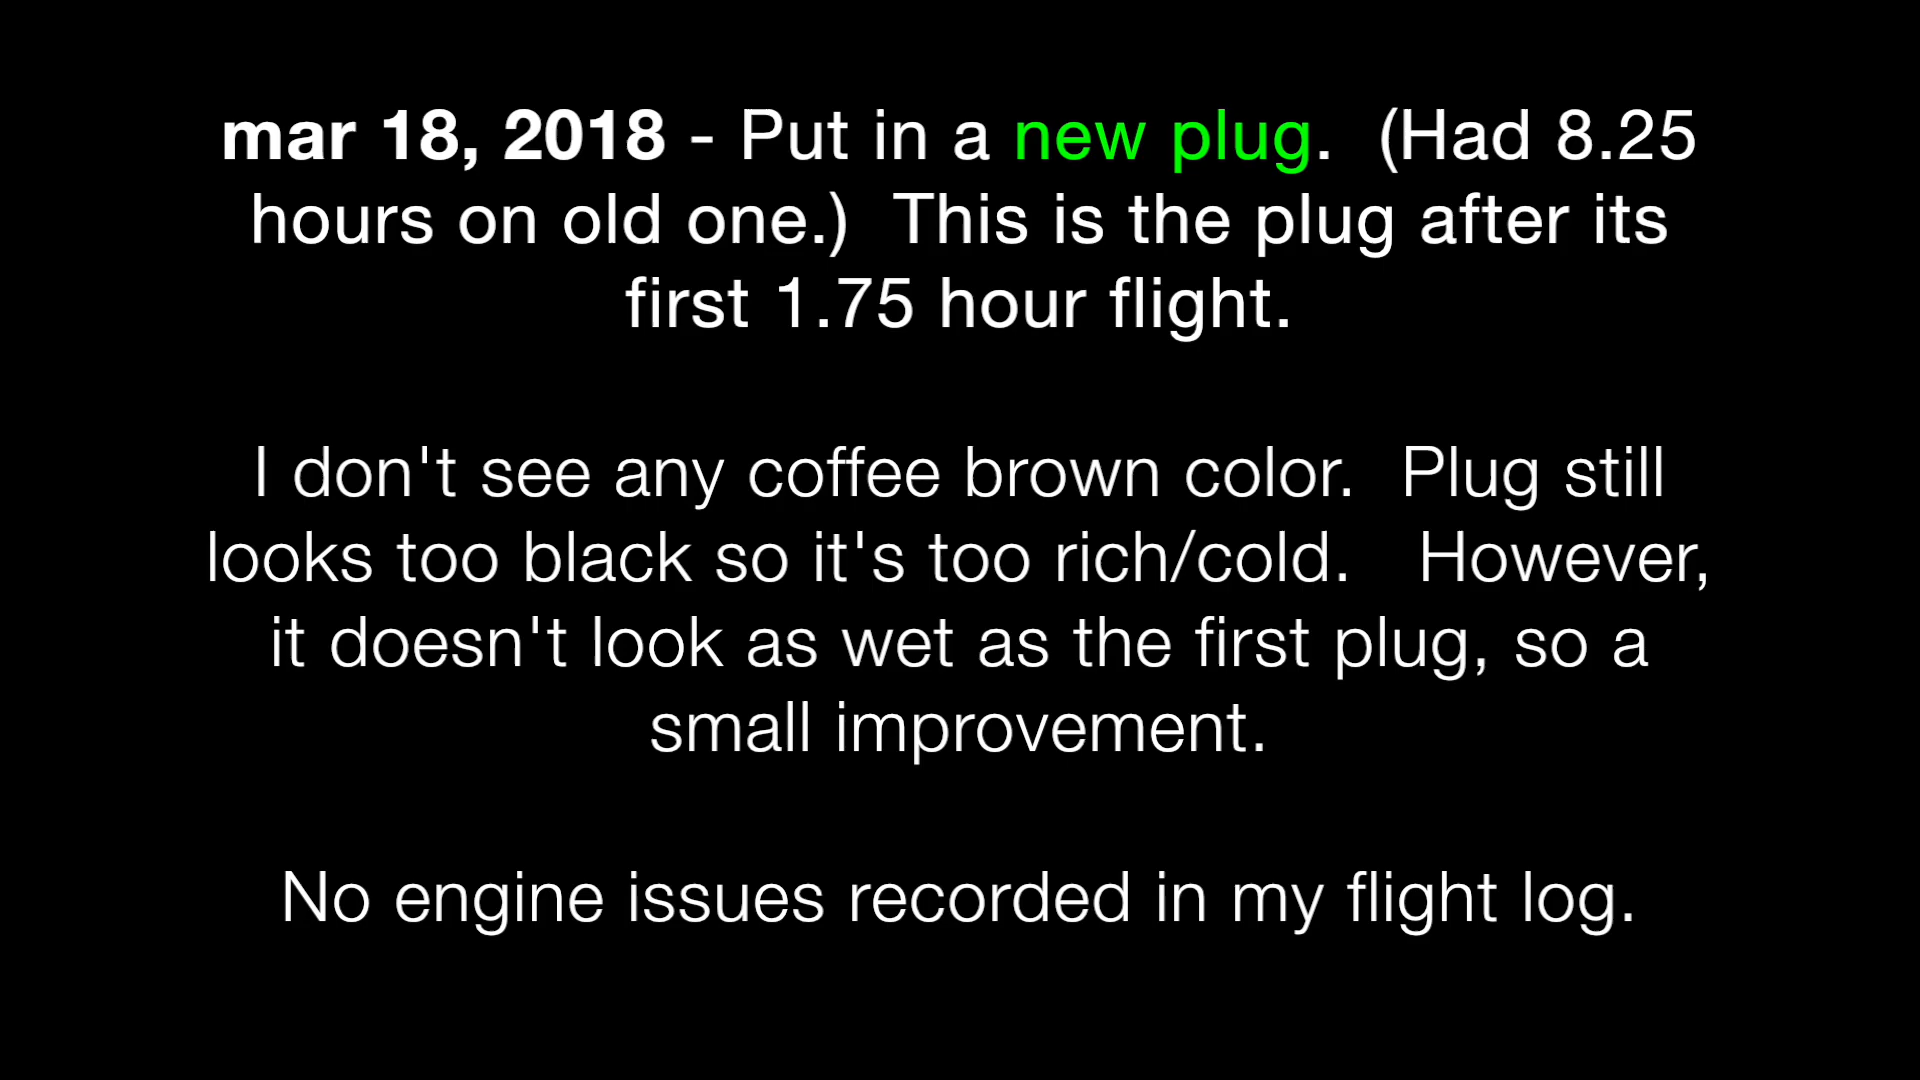 mar 18, 2018 - Put in a new plug.  (Had 8.25
hours on old one.)  This is the plug after its
first 1.75 hour flight.
I don't see any coffee brown color.  Plug still
looks too black so it's too rich/cold.   However,
it doesn't look as wet as the first plug, so a
small improvement.
No engine issues recorded in my flight log.